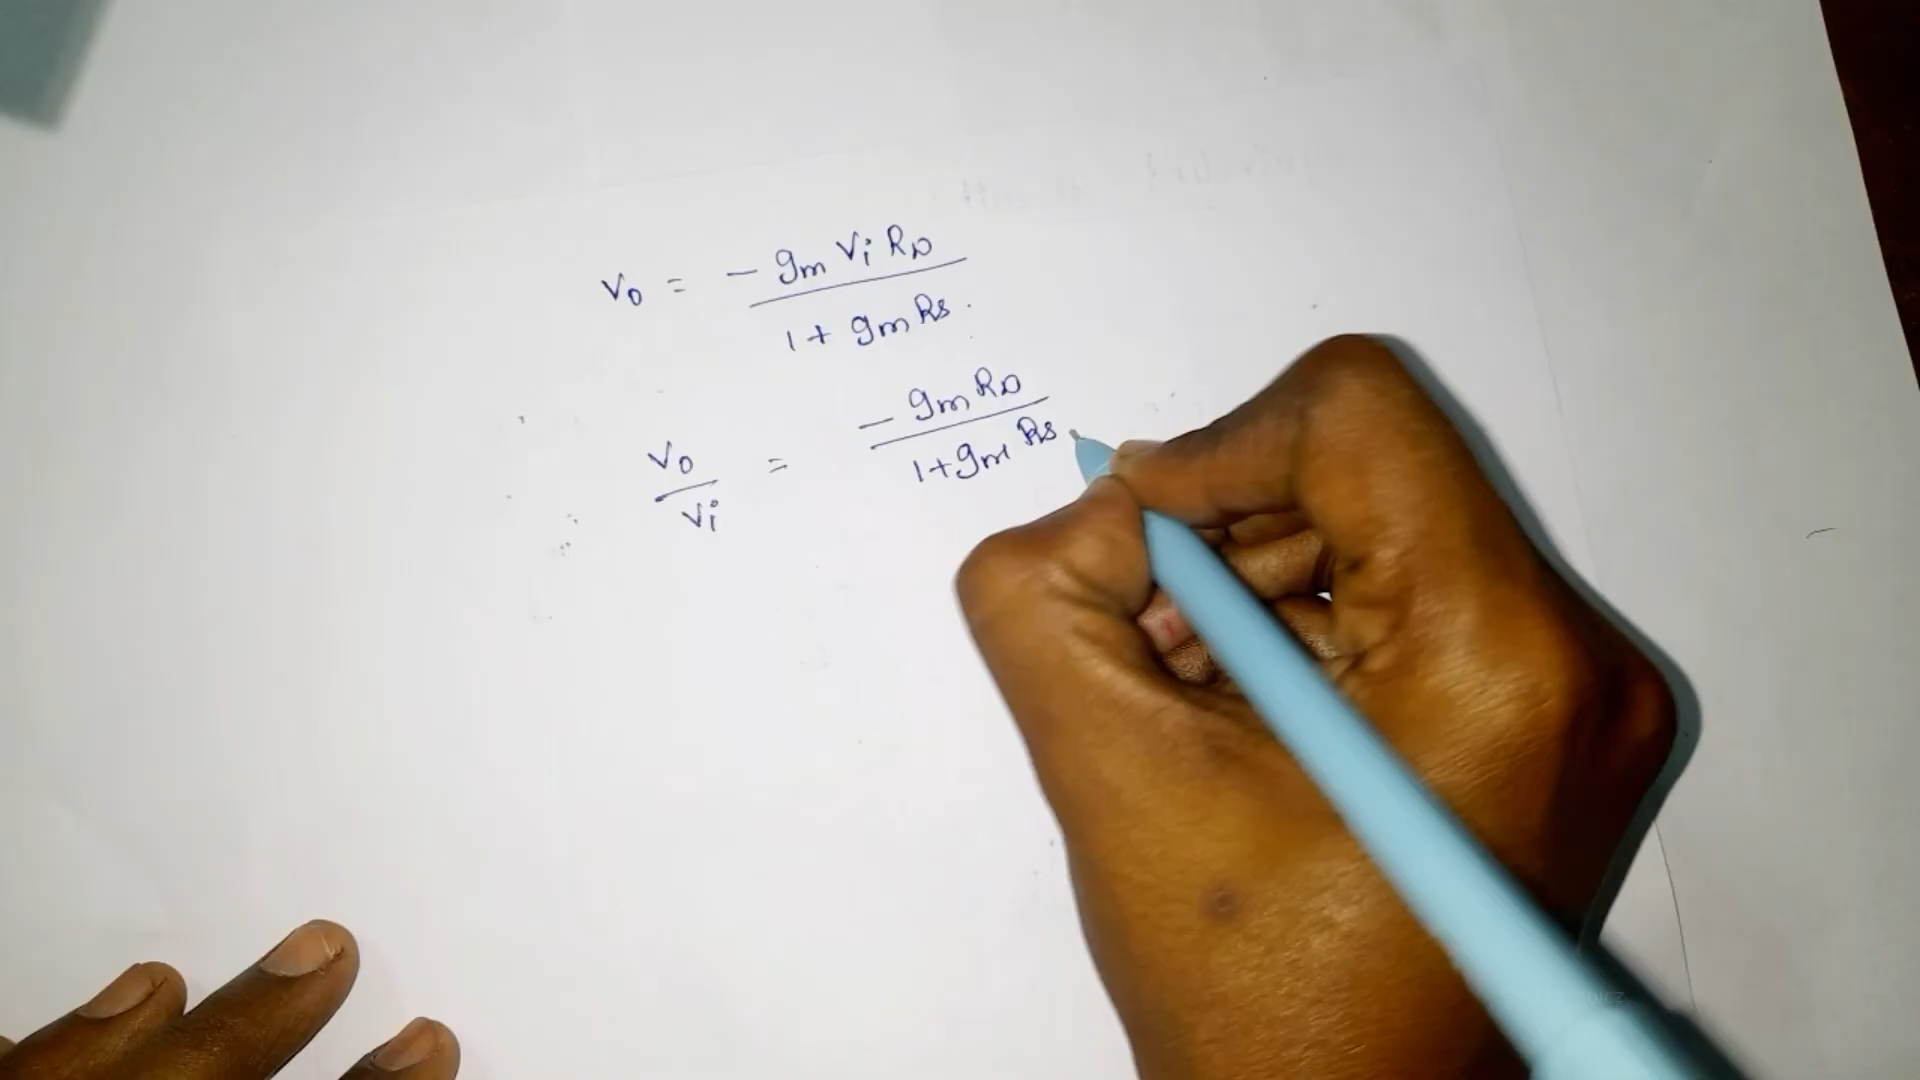 V0 = - gm Vi RD / 1 + gm Rs.
V0 / Vi = - gm RD / 1 + gm Rs